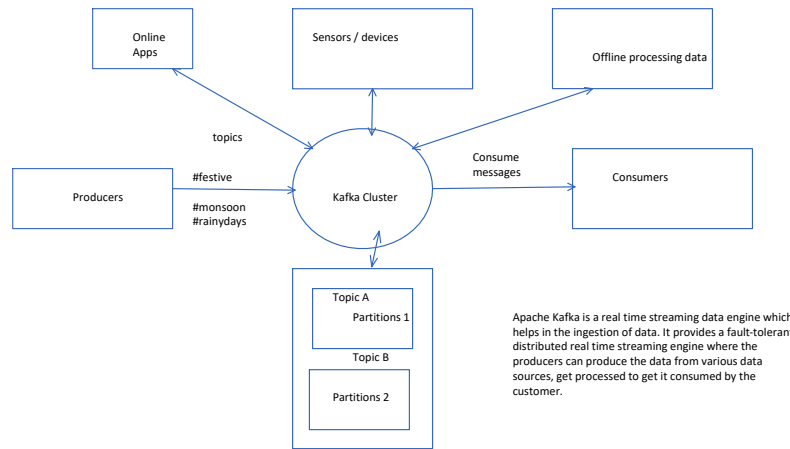 Online
Apps
Sensors / devices
Offline processing data
topics
Producers
#festive
#monsoon
#rainydays
Kafka Cluster
Consume
messages
Consumers
Topic A
Partitions 1
Topic B
Partitions 2
Apache Kafka is a real time streaming data engine which
helps in the ingestion of data. It provides a fault-tolerant
distributed real time streaming engine where the
producers can produce the data from various data
sources, get processed to get it consumed by the
customer.